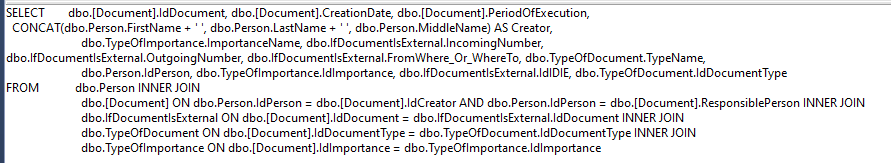 SELECT dbo.[Document].IdDocument, dbo.[Document].CreationDate, dbo.[Document].PeriodOfExecution,
CONCAT(dbo.Person.FirstName + ' ', dbo.Person.LastName + ' ', dbo.Person.MiddleName) AS Creator,
dbo.TypeOfImportance.ImportanceName, dbo.IfDocumentIsExternal.IncomingNumber,
dbo.IfDocumentIsExternal.OutgoingNumber, dbo.IfDocumentIsExternal.FromWhere_Or_WhereTo, dbo.TypeOfDocument.TypeName,
dbo.Person.IdPerson, dbo.TypeOfImportance.IdImportance, dbo.IfDocumentIsExternal.IdIDIE, dbo.TypeOfDocument.IdDocumentType
FROM dbo.Person INNER JOIN
dbo.[Document] ON dbo.Person.IdPerson = dbo.[Document].IdCreator AND dbo.Person.IdPerson = dbo.[Document].ResponsiblePerson INNER JOIN
dbo.IfDocumentIsExternal ON dbo.[Document].IdDocument = dbo.IfDocumentIsExternal.IdDocument INNER JOIN
dbo.TypeOfDocument ON dbo.[Document].IdDocumentType = dbo.TypeOfDocument.IdDocumentType INNER JOIN
dbo.TypeOfImportance ON dbo.[Document].IdImportance = dbo.TypeOfImportance.IdImportance